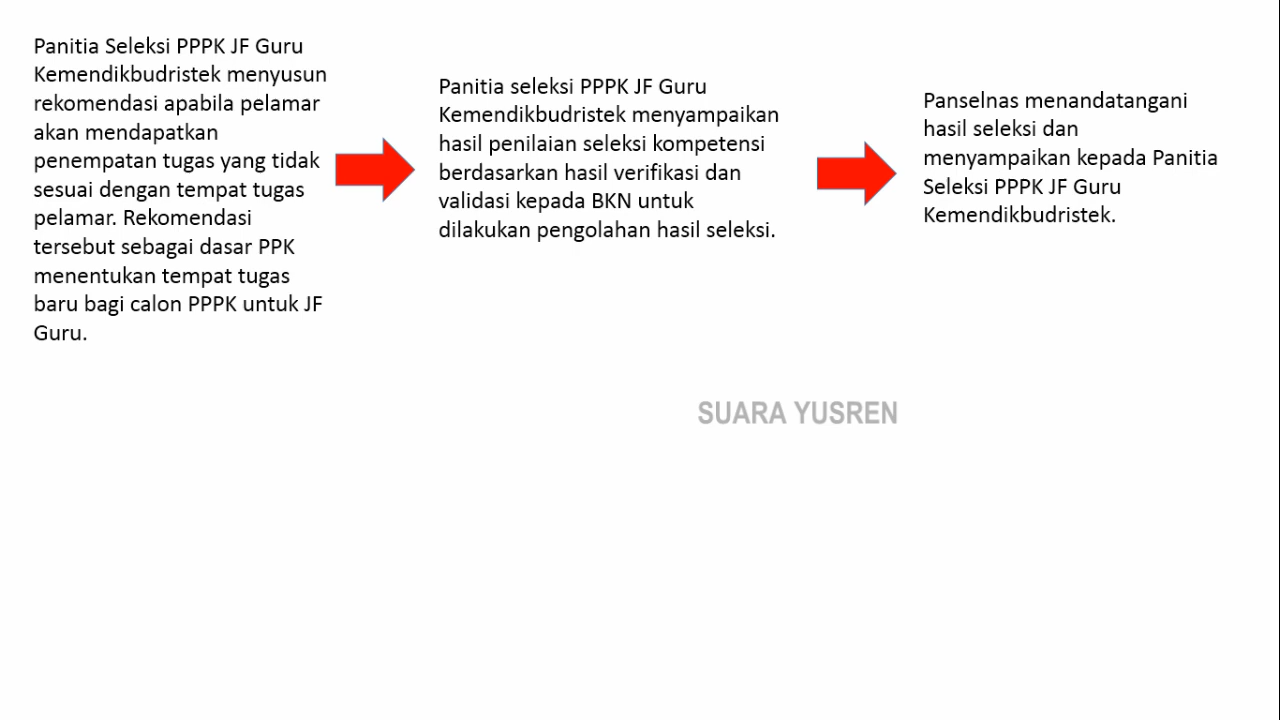 Panitia Seleksi PPPK JF Guru
Kemendikbudristek menyusun
rekomendasi apabila pelamar
akan mendapatkan
penempatan tugas yang tidak
sesuai dengan tempat tugas
pelamar. Rekomendasi
tersebut sebagai dasar PPK
menentukan tempat tugas
baru bagi calon PPPK untuk JF
Guru.
Panitia seleksi PPPK JF Guru
Kemendikbudristek menyampaikan
hasil penilaian seleksi kompetensi
berdasarkan hasil verifikasi dan
validasi kepada BKN untuk
dilakukan pengolahan hasil seleksi.
Panselnas menandatangani
hasil seleksi dan
menyampaikan kepada Panitia
Seleksi PPPK JF Guru
Kemendikbudristek.
SUARA YUSREN